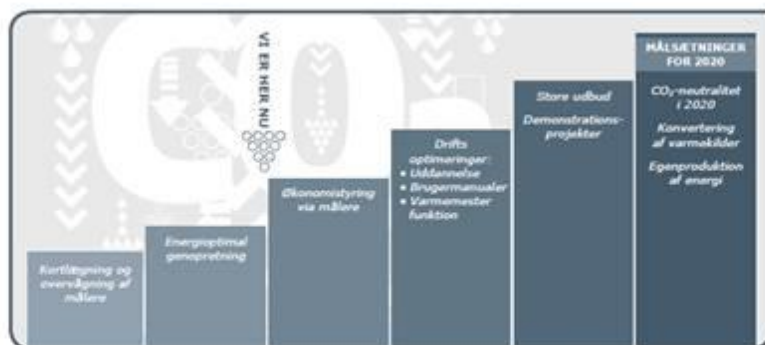 VI ER HER NU
Kortlægning og
overvågning af
målere
Energioptimal
genopretning
Økonomistyring
via målere
Drifts
optimeringer:
• Uddannelse
• Brugermanualer
• Varmemester
funktion
Store udbud
Demonstrations-
projekter
MÅLSÆTNINGER
FOR 2020
CO₂-neutralitet
i 2020
Konvertering
af varmekilder
Egenproduktion
af energi